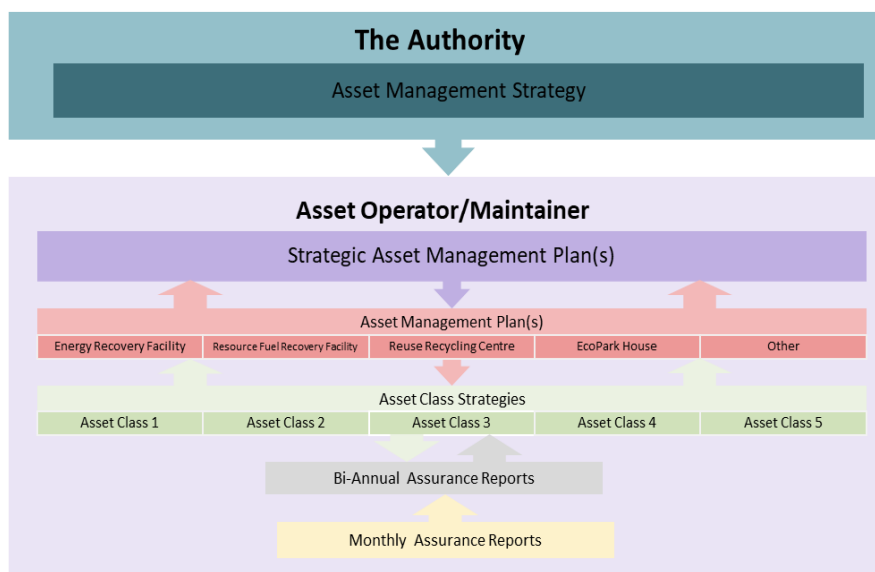 The Authority
Asset Management Strategy
Asset Operator/Maintainer
Strategic Asset Management Plan(s)
Asset Management Plan(s)
Energy Recovery Facility Resource Fuel Recovery Facility Reuse Recycling Centre EcoPark House Other
Asset Class Strategies
Asset Class 1 Asset Class 2 Asset Class 3 Asset Class 4 Asset Class 5
Bi-Annual Assurance Reports
Monthly Assurance Reports